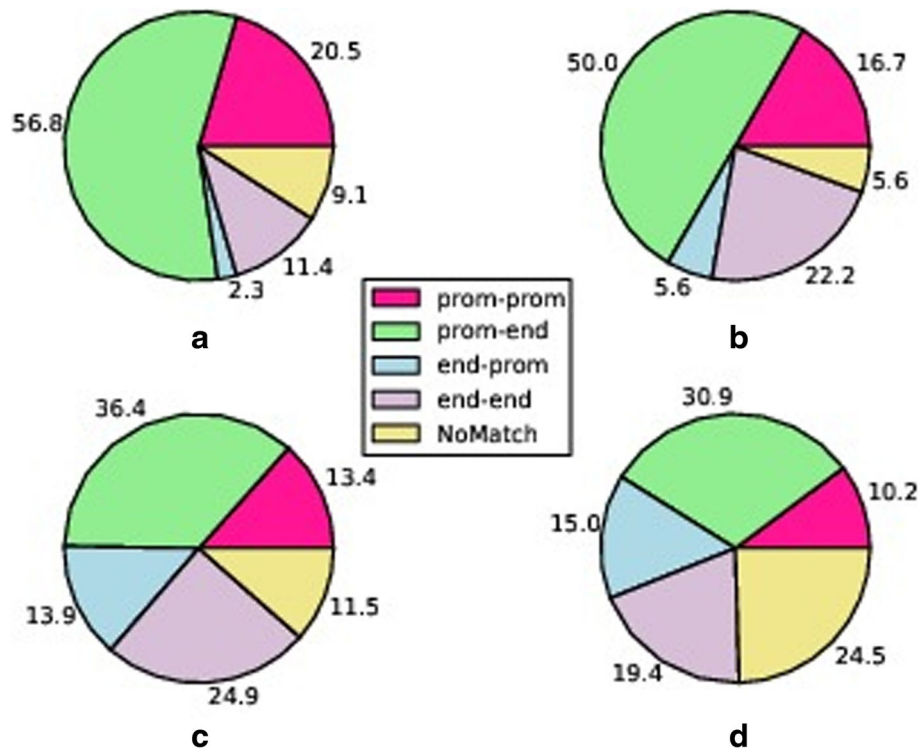 20.5
56.8
9.1
11.4
2.3
a
16.7
50.0
5.6
22.2
5.6
b
prom-prom
prom-end
end-prom
end-end
NoMatch
36.4
13.4
13.9
11.5
24.9
c
30.9
10.2
15.0
24.5
19.4
d